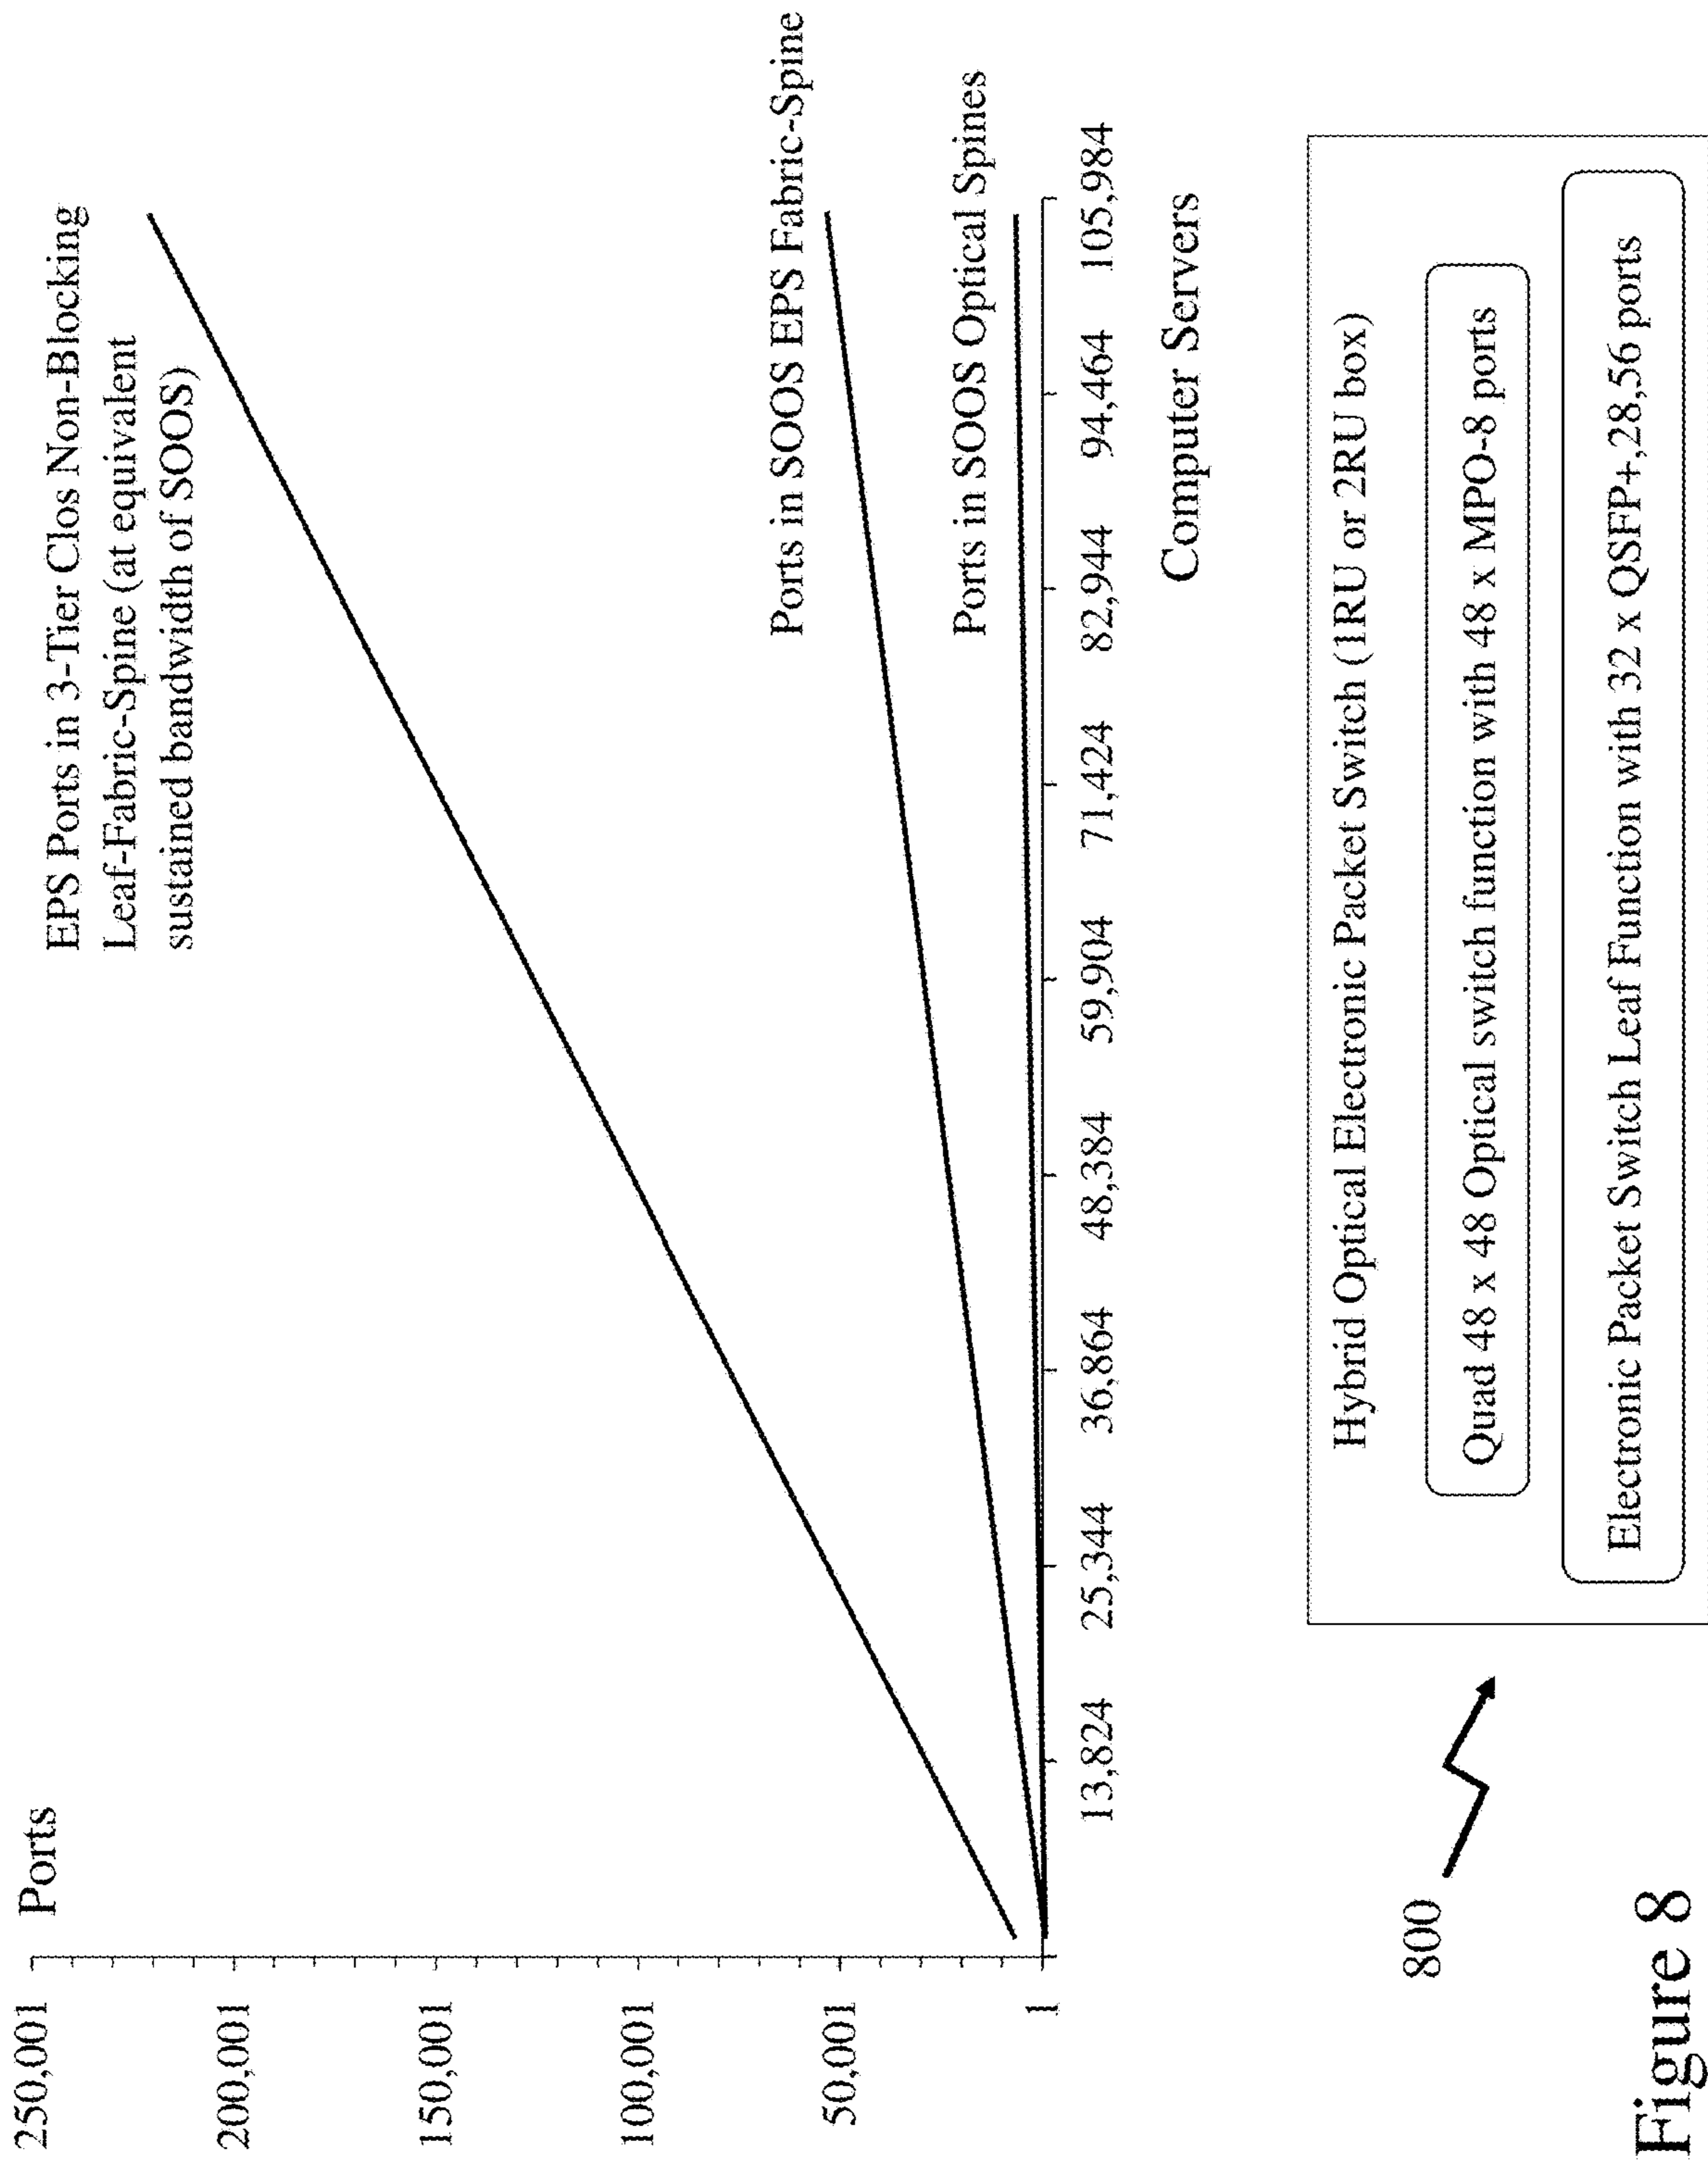 Ports
250,001
200,001
150,001
100,001
50,001
1
EPS Ports in 3-Tier Clos Non-Blocking
Leaf-Fabric-Spine (at equivalent
sustained bandwidth of SOOS)
Ports in SOOS EPS Fabric-Spine
Ports in SOOS Optical Spines
13,824 25,344 36,864 48,384 59,904 71,424 82,944 94,464 105,984
Computer Servers
800
Hybrid Optical Electronic Packet Switch (1RU or 2RU box)
Quad 48 x 48 Optical switch function with 48 x MPO-8 ports
Electronic Packet Switch Leaf Function with 32 x QSFP+,28,56 ports
Figure 8